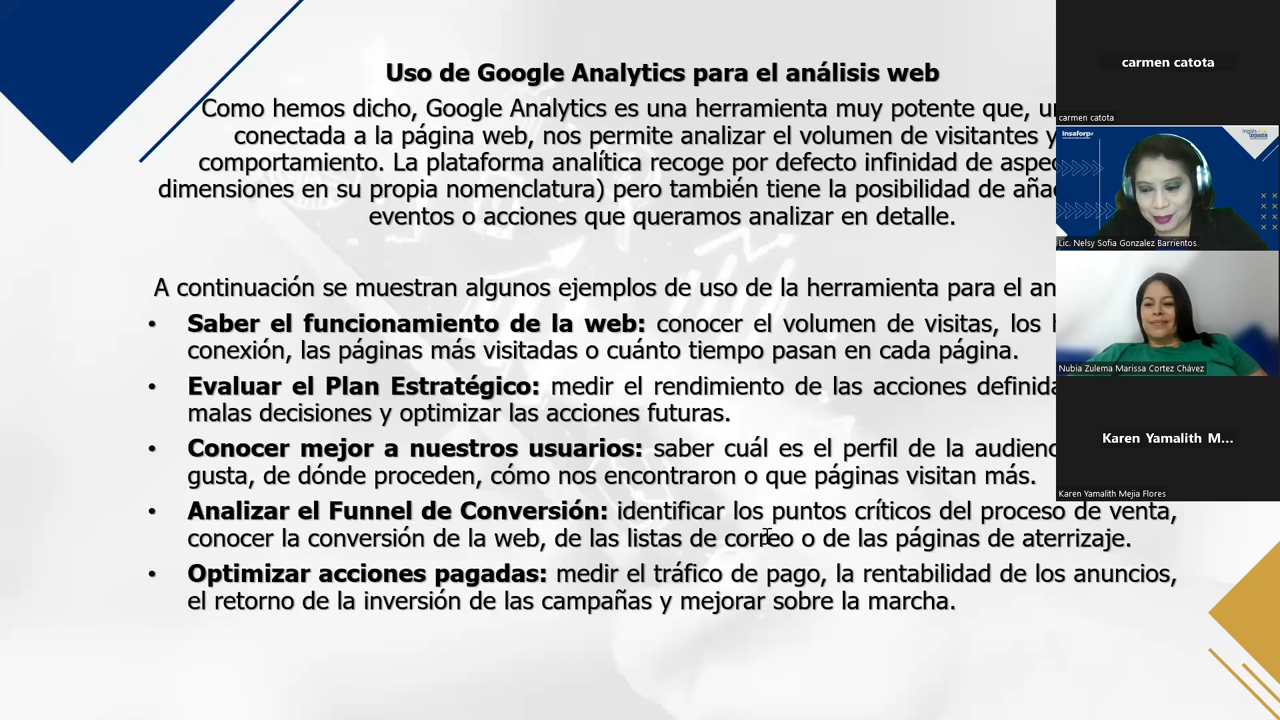 Uso de Google Analytics para el análisis web
Como hemos dicho, Google Analytics es una herramienta muy potente que,
conectada a la página web, nos permite analizar el volumen de visitantes y
comportamiento. La plataforma analítica recoge por defecto infinidad de
dimensiones en su propia nomenclatura) pero también tiene la posibilidad de
eventos o acciones que queramos analizar en detalle.
A continuación se muestran algunos ejemplos de uso de la herramienta para el
• Saber el funcionamiento de la web: conocer el volumen de visitas, los
conexión, las páginas más visitadas o cuánto tiempo pasan en cada página.
• Evaluar el Plan Estratégico: medir el rendimiento de las acciones
malas decisiones y optimizar las acciones futuras.
• Conocer mejor a nuestros usuarios: saber cuál es el perfil de la
gusta, de dónde proceden, cómo nos encontraron o que páginas visitan más.
• Analizar el Funnel de Conversión: identificar los puntos críticos del proceso de venta,
conocer la conversión de la web, de las listas de correo o de las páginas de aterrizaje.
• Optimizar acciones pagadas: medir el tráfico de pago, la rentabilidad de los anuncios,
el retorno de la inversión de las campañas y mejorar sobre la marcha.
carmen catota
carmen catota
Insaforp
Lic. Nelsy Sofia Gonzalez Barrientos
Nubia Zulema Marissa Cortez Chávez
Karen Yamalith M...
Karen Yamalith Mejia Flores